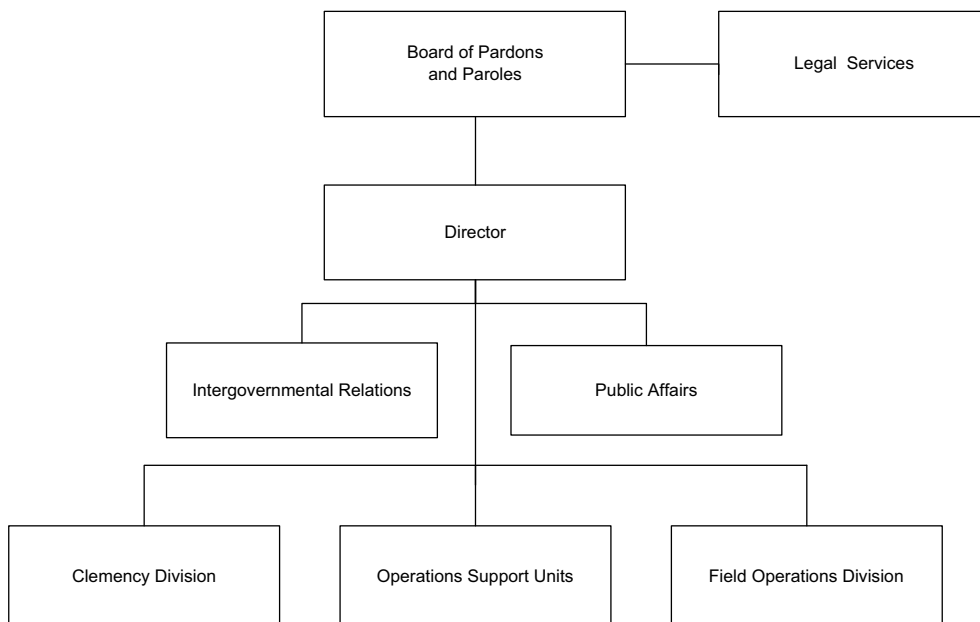 Board of Pardons
and Paroles
Legal Services
Director
Intergovernmental Relations
Public Affairs
Clemency Division
Operations Support Units
Field Operations Division